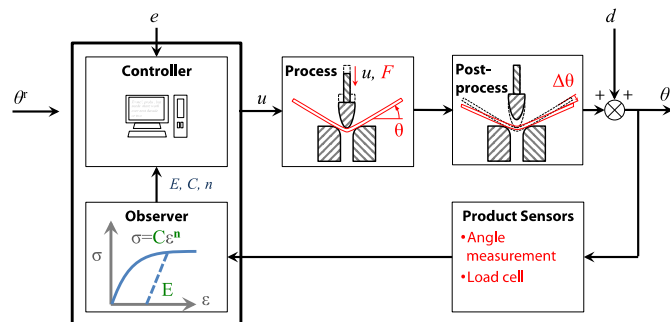 e
d
Controller
Process
Post-
process
u, F
θ
Δθ
+ +
θʳ
u
θ
E, C, n
Observer
σ=Cεⁿ
σ
E
ε
Product Sensors
•Angle
measurement
•Load cell